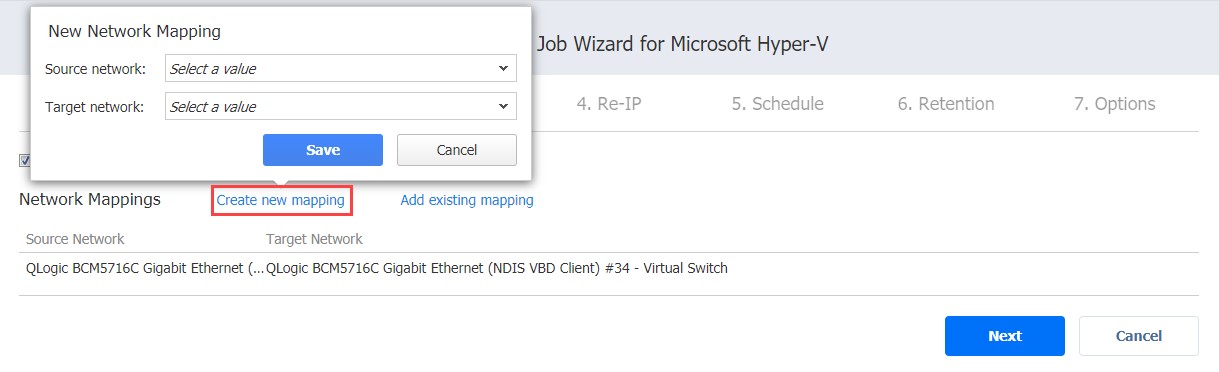 New Network Mapping
Source network: Select a value
Target network: Select a value
Save Cancel
Job Wizard for Microsoft Hyper-V
4. Re-IP 5. Schedule 6. Retention 7. Options
Network Mappings Create new mapping Add existing mapping
Source Network Target Network
QLogic BCM5716C Gigabit Ethernet (... QLogic BCM5716C Gigabit Ethernet (NDIS VBD Client) #34 - Virtual Switch
Next Cancel